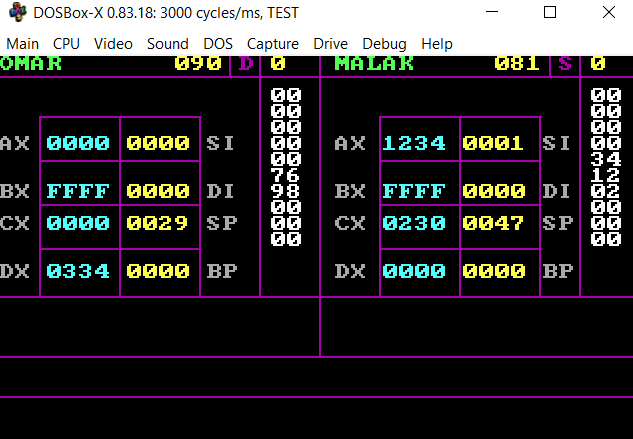 DOSBox-X 0.83.18: 3000 cycles/ms, TEST
Main CPU Video Sound DOS Capture Drive Debug Help
OMAR 090 D 0 MALAK 081 S 0
00 00
00 00
00 00
AX 0000 0000 SI 00 AX 1234 0001 SI 00
00 34
76 12
BX FFFF 0000 DI 98 BX FFFF 0000 DI 02
00 00
CX 0000 0029 SP 00 CX 0230 0047 SP 00
00 00
DX 0334 0000 BP DX 0000 0000 BP